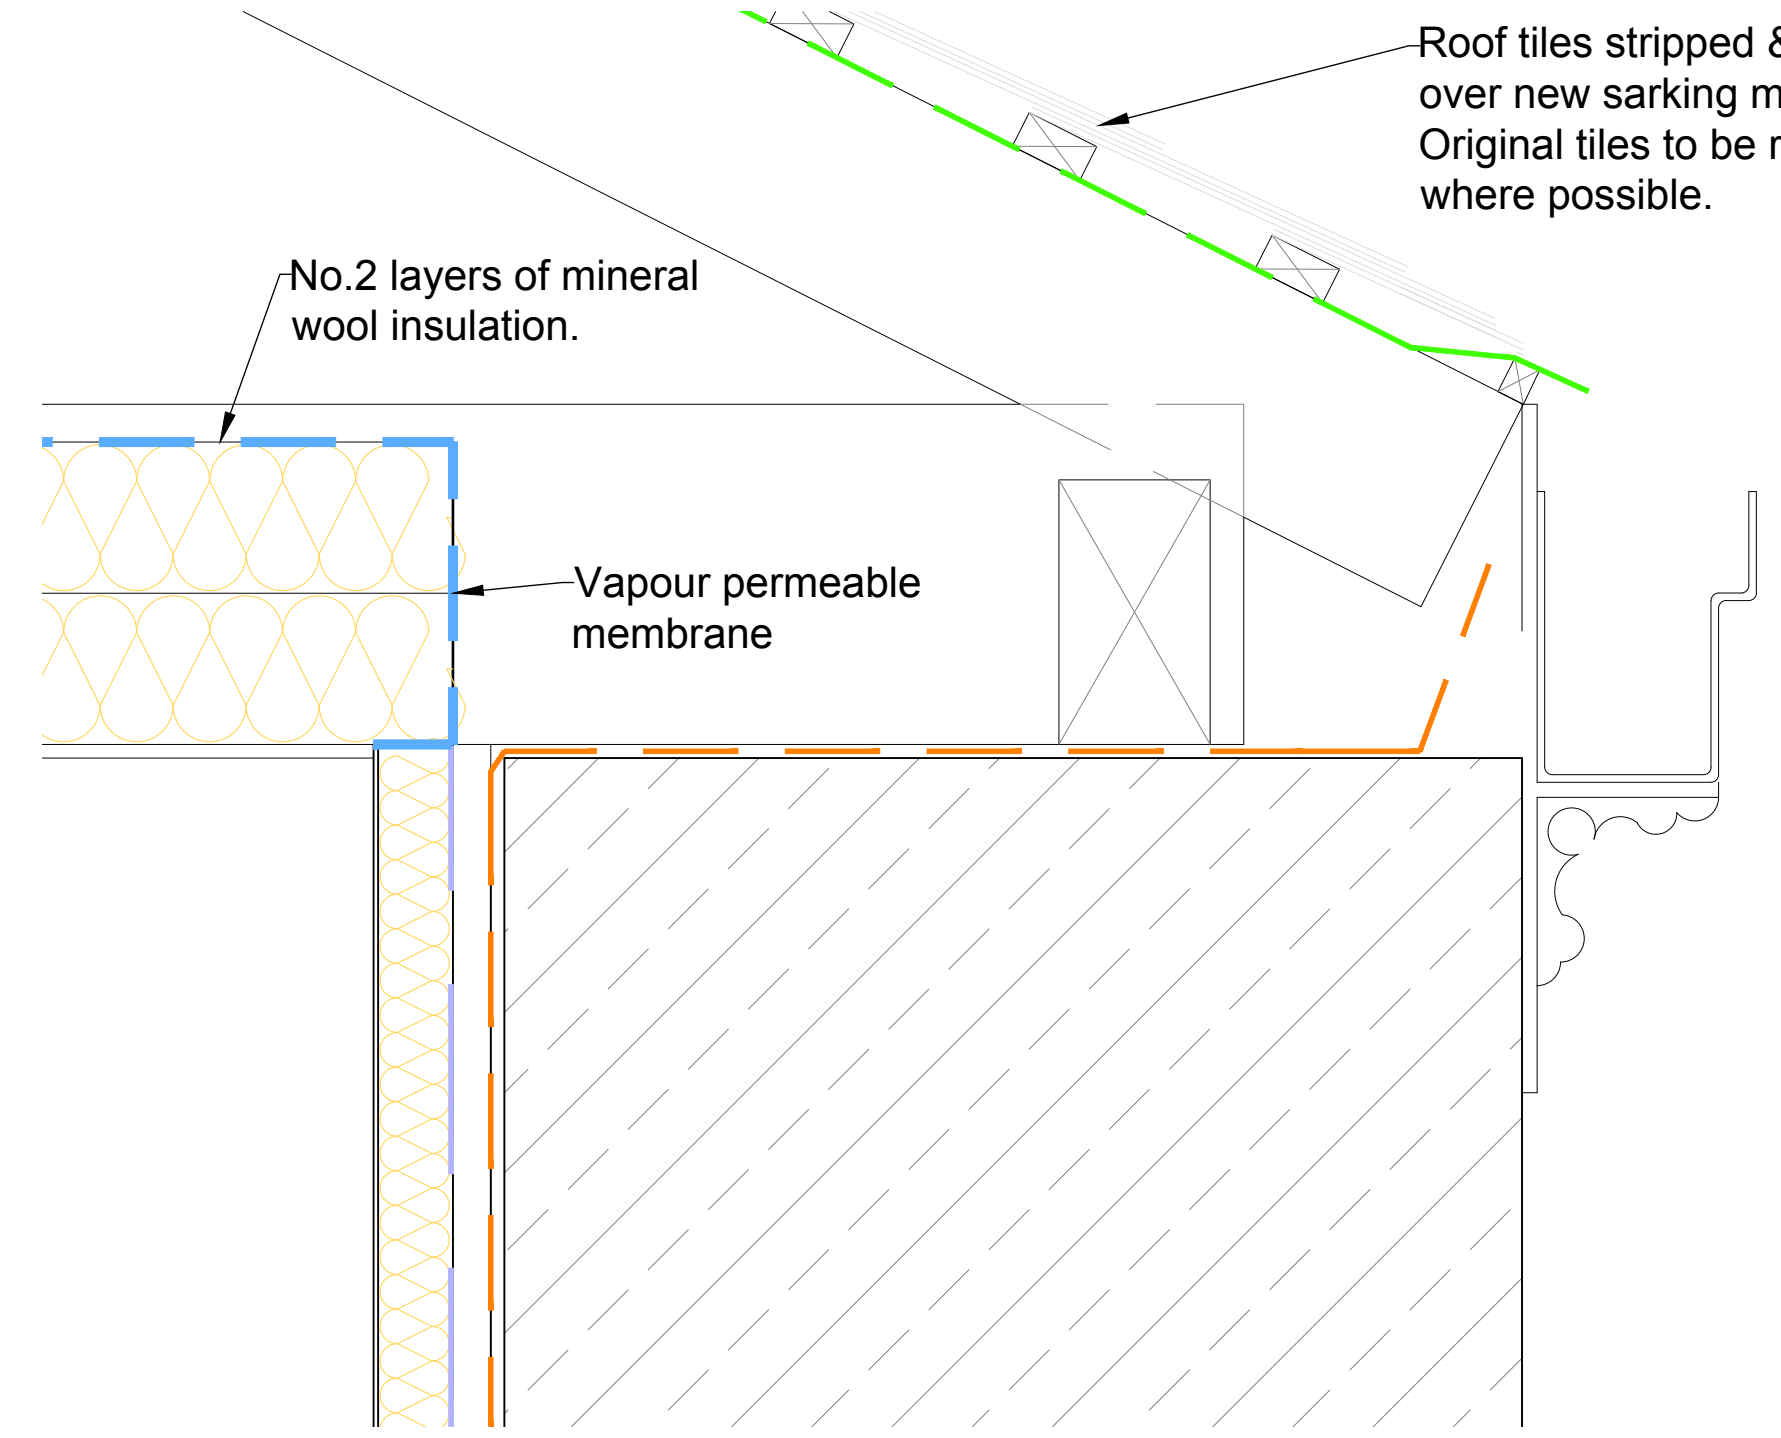 Roof tiles stripped &
over new sarking
Original tiles to be
where possible.
No.2 layers of mineral
wool insulation.
Vapour permeable
membrane